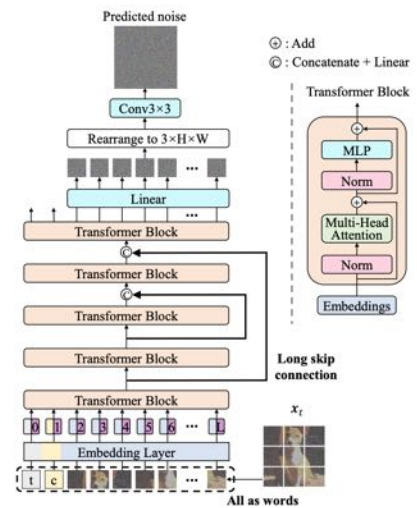 Predicted noise
+ : Add
C : Concatenate + Linear
Conv3×3
Rearrange to 3×H×W
...
Linear
...
Transformer Block
C
Transformer Block
C
Transformer Block
Transformer Block
Long skip
connection
Transformer Block
0 1 2 3 4 5 6 ... L
Embedding Layer
t c ...
All as words
Transformer Block
+
MLP
Norm
+
Multi-Head
Attention
Norm
Embeddings
xₜ